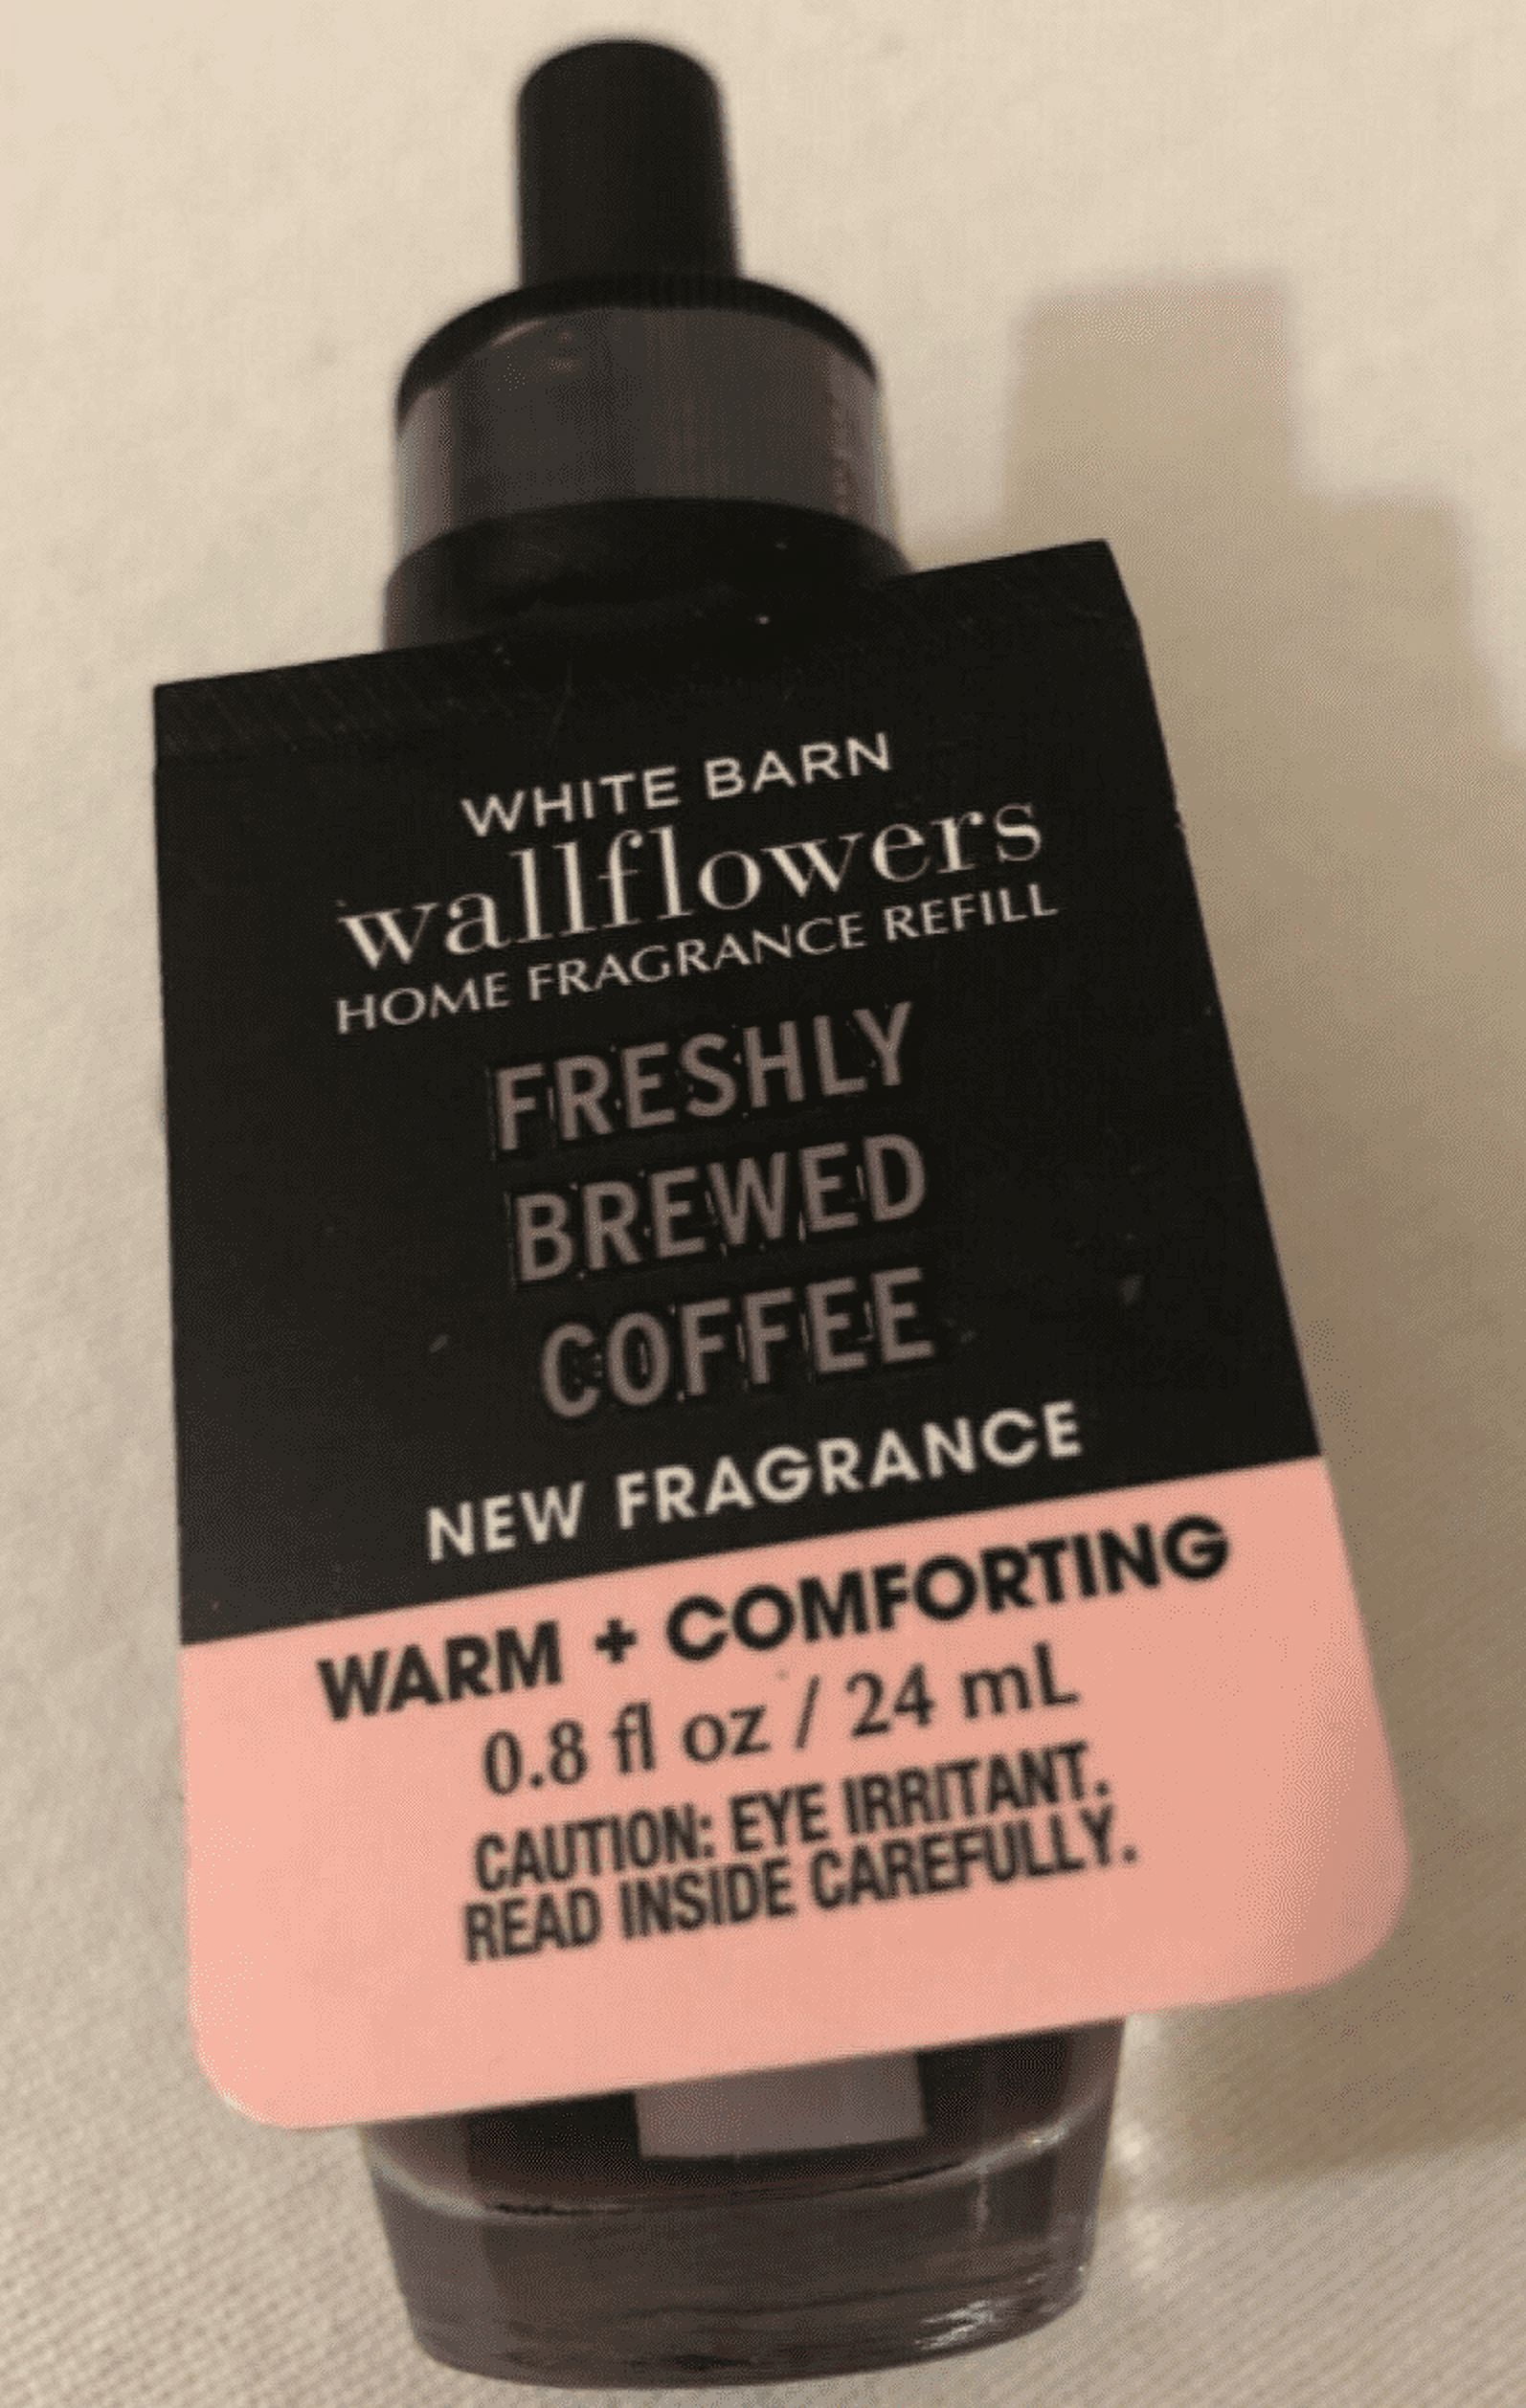 WHITE BARN
wallflowers
HOME FRAGRANCE REFILL
FRESHLY
BREWED
COFFEE
NEW FRAGRANCE
WARM + COMFORTING
0.8 fl oz / 24 mL
CAUTION: EYE IRRITANT.
READ INSIDE CAREFULLY.